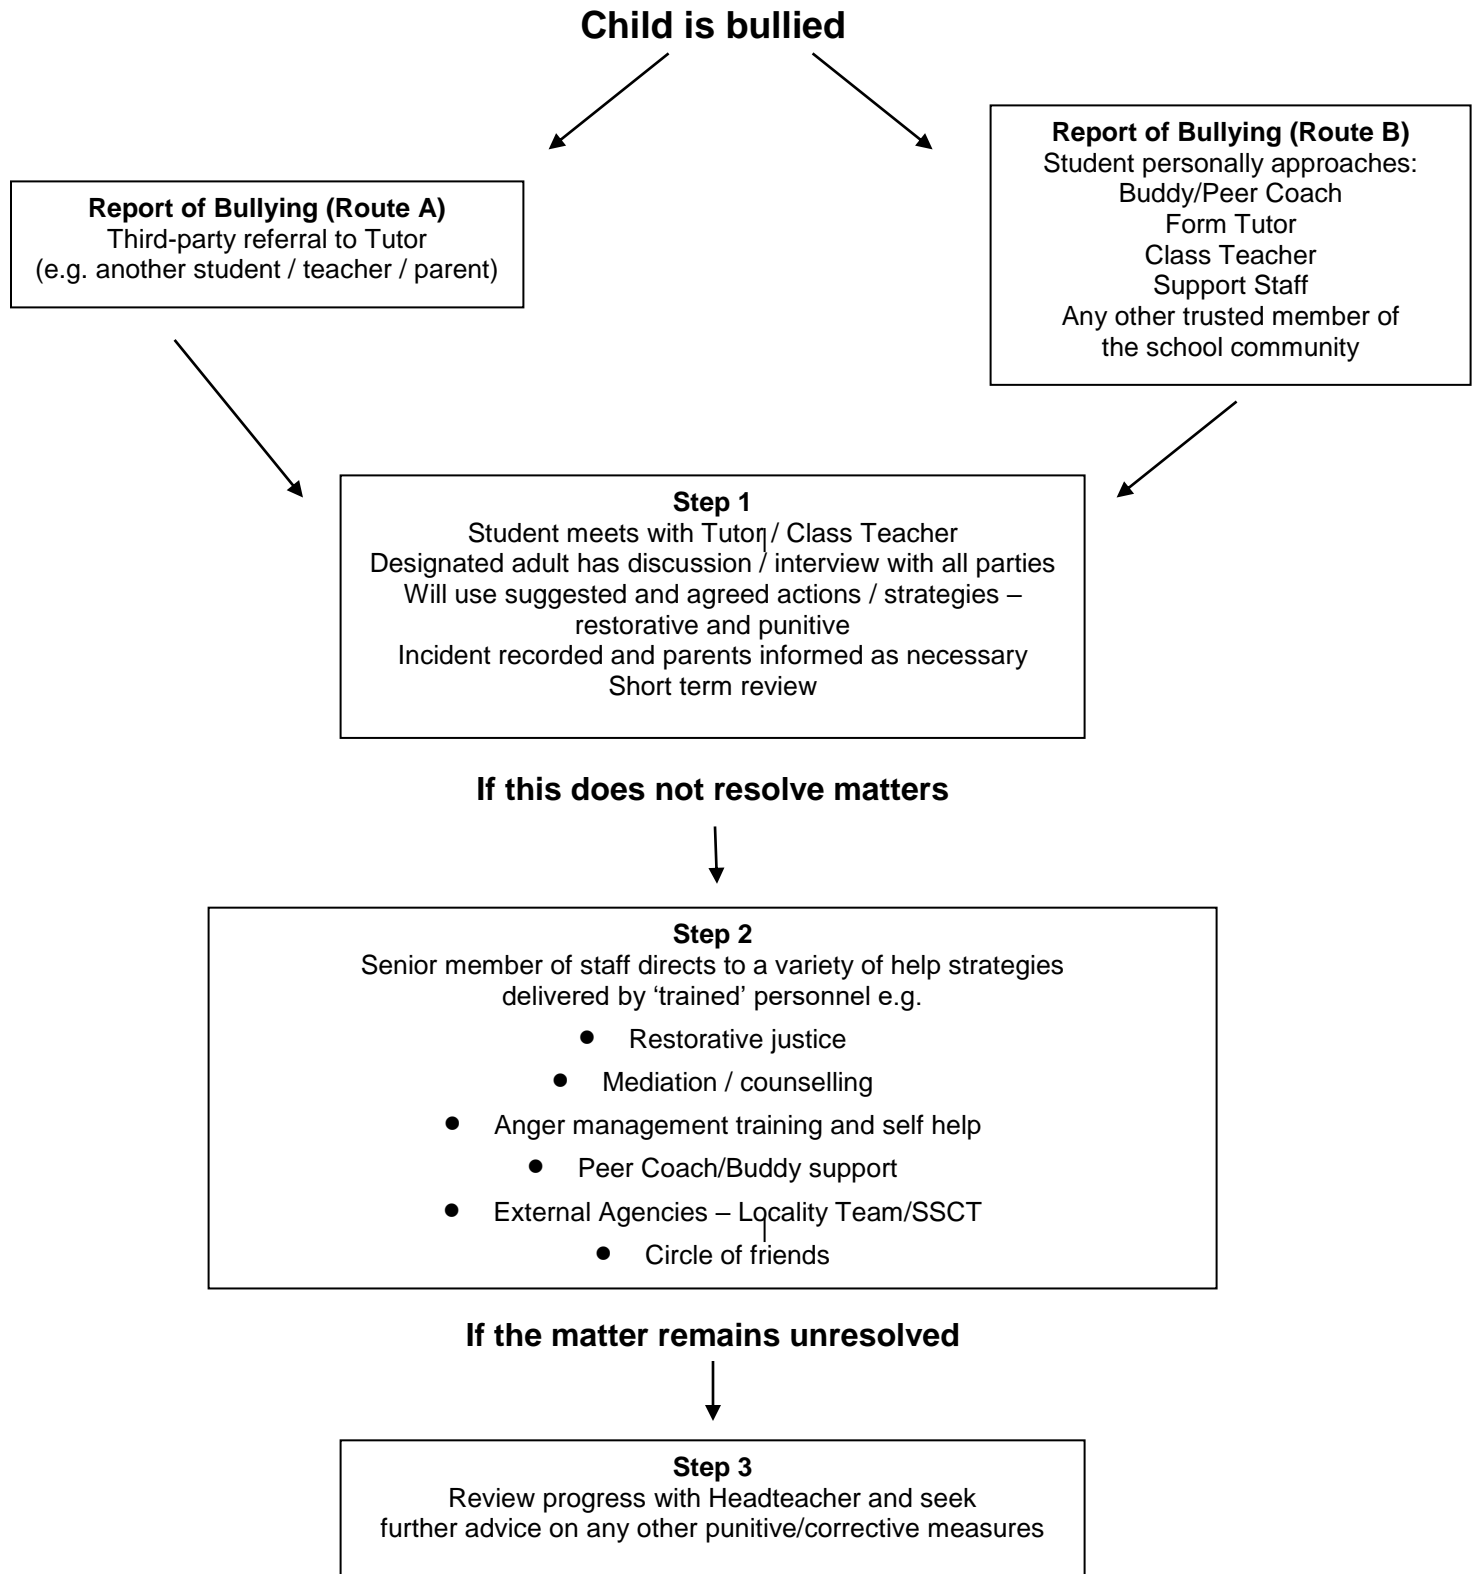 Child is bullied
Report of Bullying (Route A)
Third-party referral to Tutor
(e.g. another student / teacher / parent)
Report of Bullying (Route B)
Student personally approaches:
Buddy/Peer Coach
Form Tutor
Class Teacher
Support Staff
Any other trusted member of
the school community
Step 1
Student meets with Tutor / Class Teacher
Designated adult has discussion / interview with all parties
Will use suggested and agreed actions / strategies –
restorative and punitive
Incident recorded and parents informed as necessary
Short term review
If this does not resolve matters
Step 2
Senior member of staff directs to a variety of help strategies
delivered by ‘trained’ personnel e.g.
● Restorative justice
● Mediation / counselling
● Anger management training and self help
● Peer Coach/Buddy support
● External Agencies – Locality Team/SSCT
● Circle of friends
If the matter remains unresolved
Step 3
Review progress with Headteacher and seek
further advice on any other punitive/corrective measures